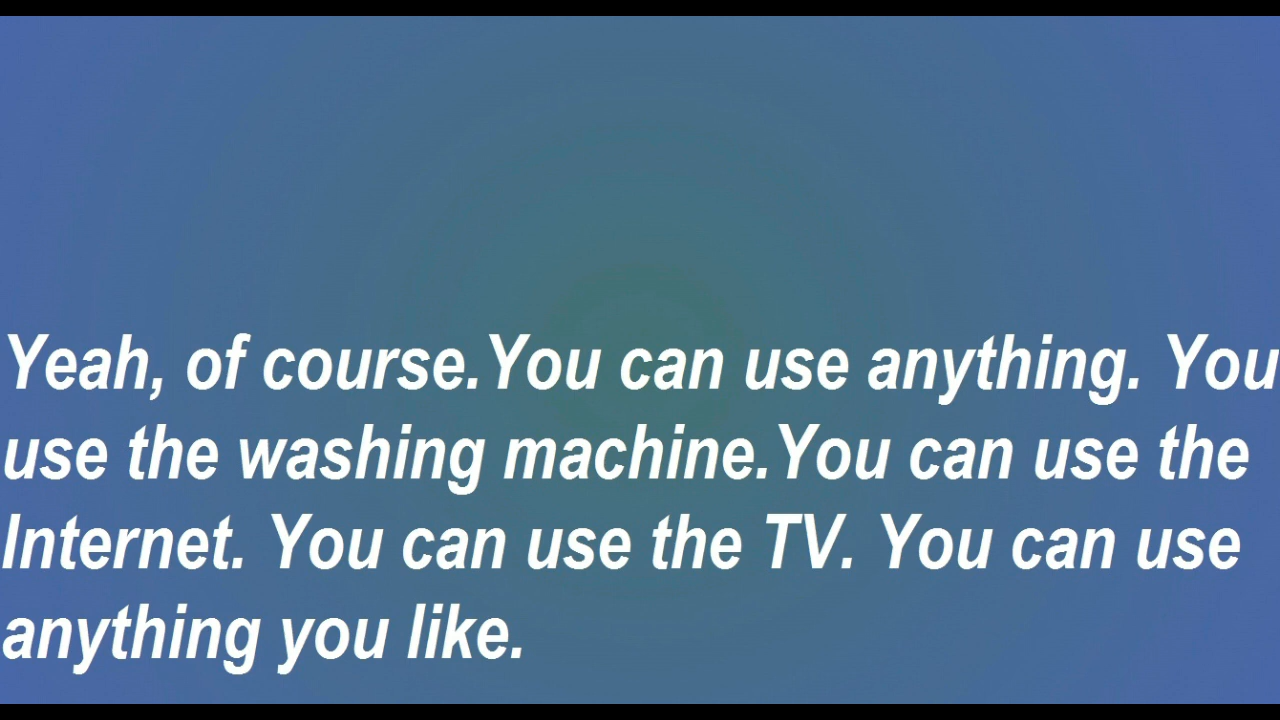 Yeah, of course.You can use anything. You
use the washing machine.You can use the
Internet. You can use the TV. You can use
anything you like.